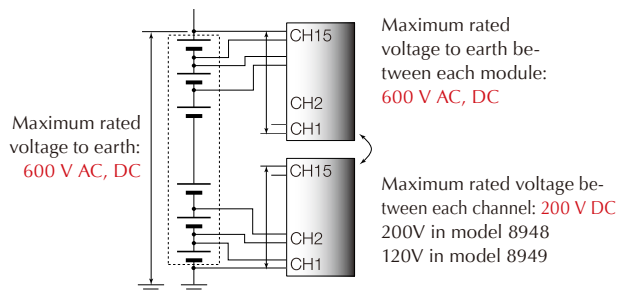 Maximum rated
voltage to earth:
600 V AC, DC
CH15
CH2
CH1
CH15
CH2
CH1
Maximum rated
voltage to earth be-
tween each module:
600 V AC, DC
Maximum rated voltage be-
tween each channel: 200 V DC
200V in model 8948
120V in model 8949